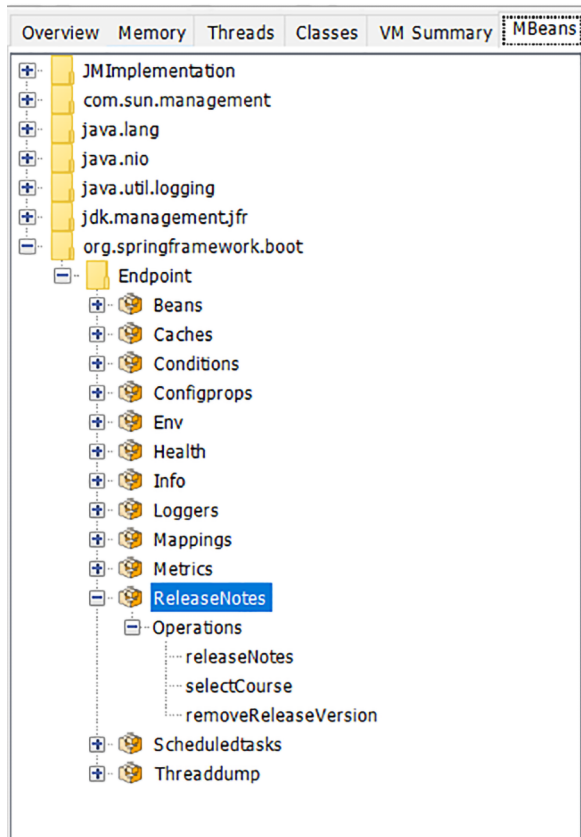 Overview Memory Threads Classes VM Summary MBeans
JMImplementation
com.sun.management
java.lang
java.nio
java.util.logging
jdk.management.jfr
org.springframework.boot
Endpoint
Beans
Caches
Conditions
Configprops
Env
Health
Info
Loggers
Mappings
Metrics
ReleaseNotes
Operations
releaseNotes
selectCourse
removeReleaseVersion
Scheduledtasks
Threaddump